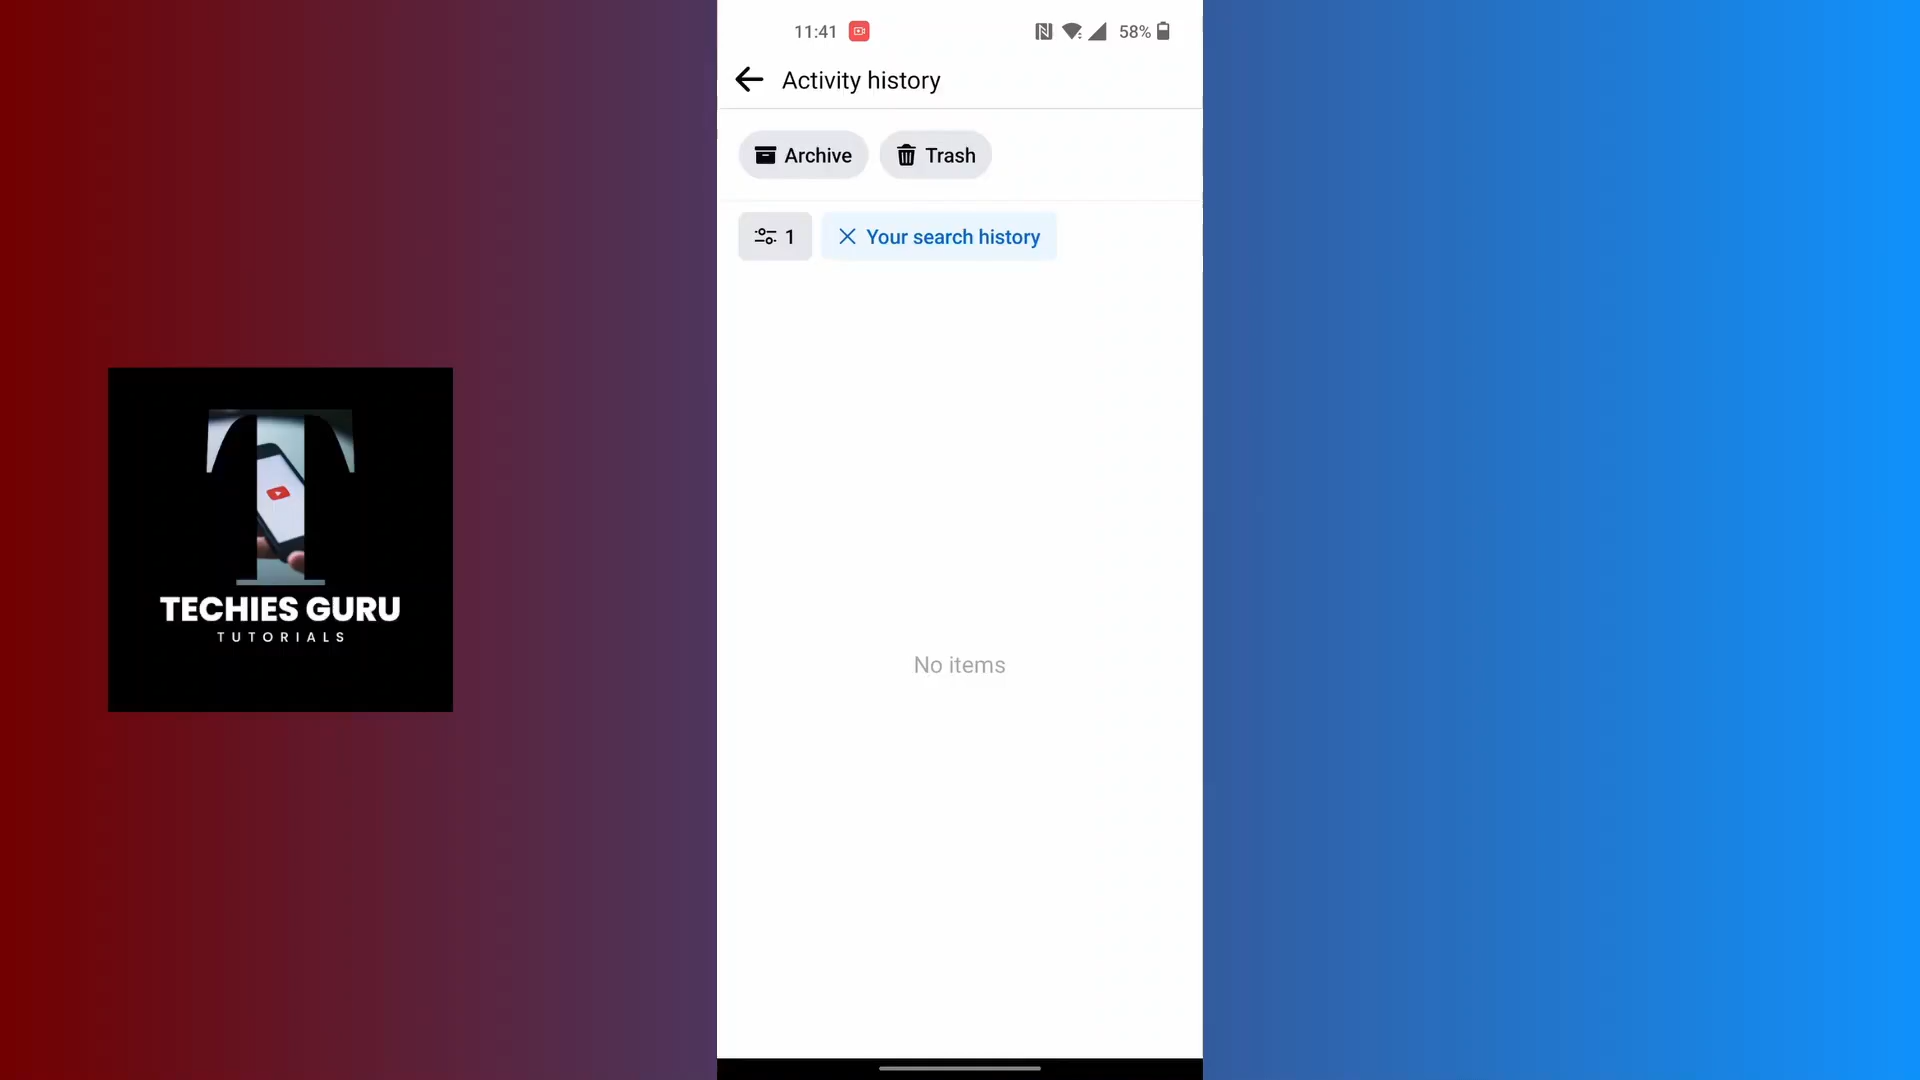 11:41
58%
Activity history
Archive
Trash
1
Your search history
No items
TECHIES GURU
TUTORIALS